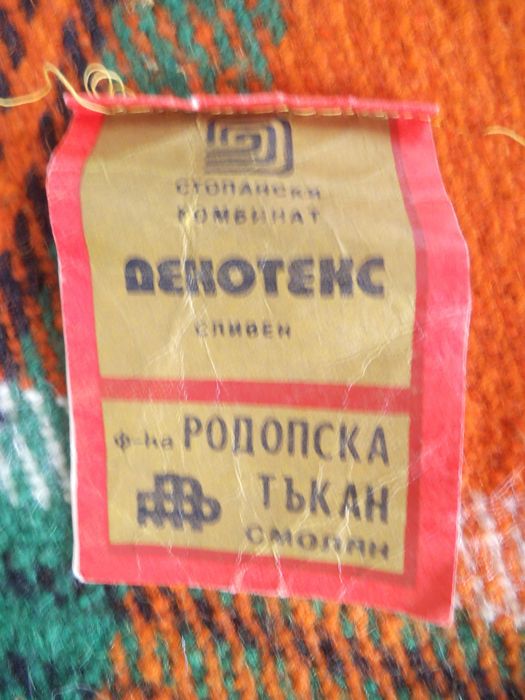 СТОПАНСКИ
КОМБИНАТ
ДЕКОТЕКС
СЛИВЕН
ф-ка РОДОПСКА
ТЪКАН
СМОЛЯН